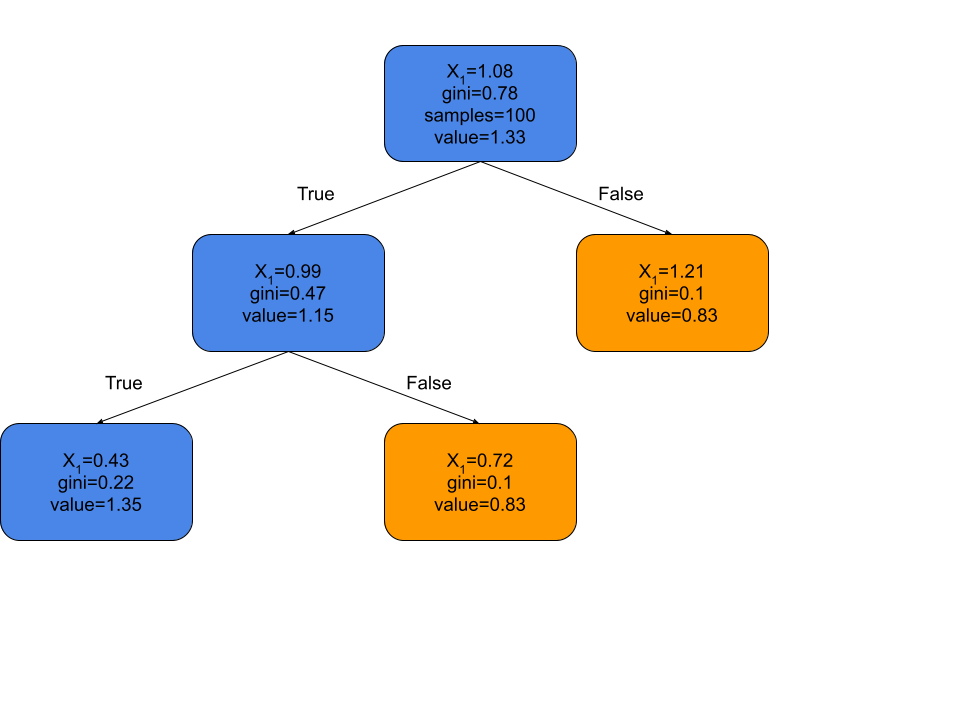 X1=1.08
gini=0.78
samples=100
value=1.33
True
False
X1=0.99
gini=0.47
value=1.15
X1=1.21
gini=0.1
value=0.83
True
False
X1=0.43
gini=0.22
value=1.35
X1=0.72
gini=0.1
value=0.83